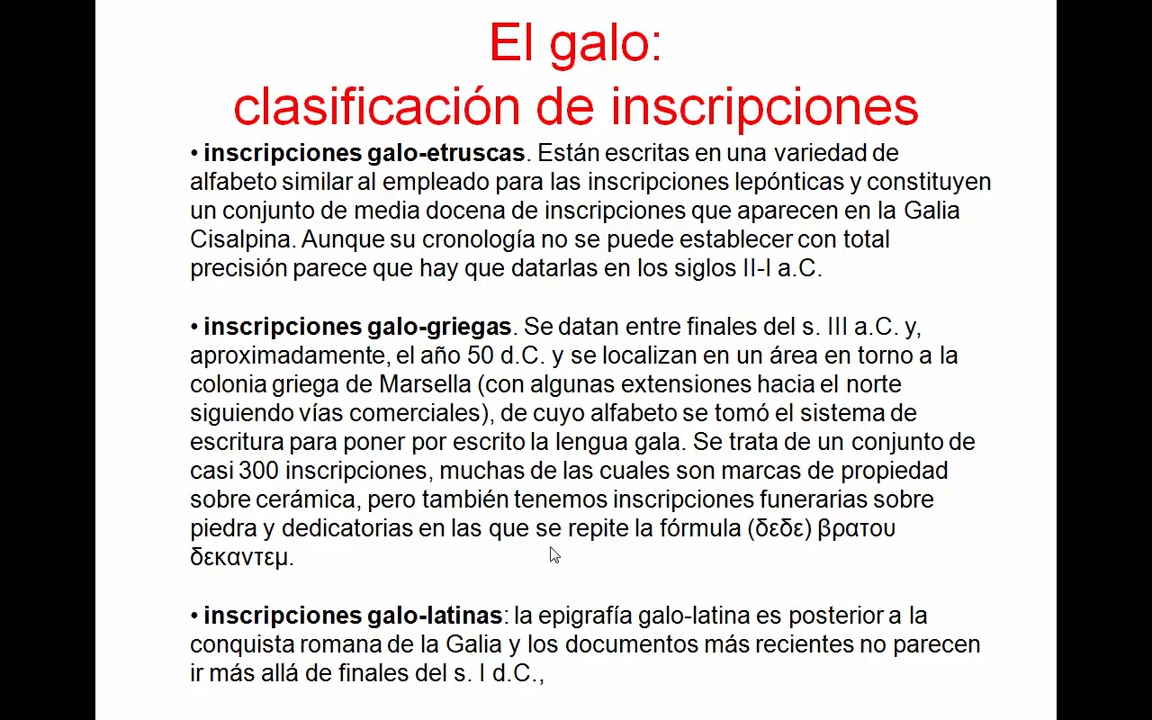 El galo:
clasificación de inscripciones
• inscripciones galo-etruscas. Están escritas en una variedad de
alfabeto similar al empleado para las inscripciones lepónticas y constituyen
un conjunto de media docena de inscripciones que aparecen en la Galia
Cisalpina. Aunque su cronología no se puede establecer con total
precisión parece que hay que datarlas en los siglos II-I a.C.
• inscripciones galo-griegas. Se datan entre finales del s. III a.C. y,
aproximadamente, el año 50 d.C. y se localizan en un área en torno a la
colonia griega de Marsella (con algunas extensiones hacia el norte
siguiendo vías comerciales), de cuyo alfabeto se tomó el sistema de
escritura para poner por escrito la lengua gala. Se trata de un conjunto de
casi 300 inscripciones, muchas de las cuales son marcas de propiedad
sobre cerámica, pero también tenemos inscripciones funerarias sobre
piedra y dedicatorias en las que se repite la fórmula (δεδε) βρατου
δεκαντεμ.
• inscripciones galo-latinas: la epigrafía galo-latina es posterior a la
conquista romana de la Galia y los documentos más recientes no parecen
ir más allá de finales del s. I d.C.,